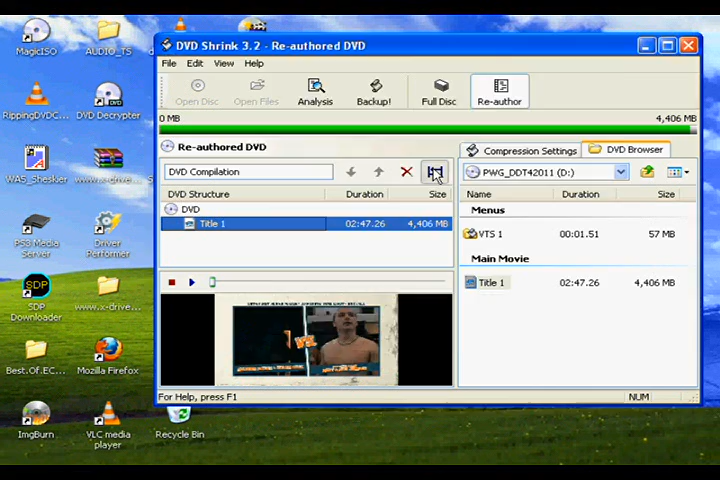 MagicISO
AUDIO_TS
RippingDVDC...
DVD Decrypter
WAS_Sheskier
www.x-drive...
PS3 Media
Server
Driver
Performer
SDP
SDP
Downloader
www.x-drive...
Best.Of.EC...
Mozilla Firefox
ImgBurn
VLC media
player
Recycle Bin
DVD Shrink 3.2 - Re-authored DVD
File Edit View Help
Open Disc Open Files Analysis Backup! Full Disc Re-author
0 MB 4,406 MB
Re-authored DVD
DVD Compilation
DVD Structure Duration Size
DVD
Title 1 02:47.26 4,406 MB
VS
Compression Settings DVD Browser
PWG_DDT42011 (D:)
Name Duration Size
Menus
VTS 1 00:01.51 57 MB
Main Movie
Title 1 02:47.26 4,406 MB
For Help, press F1 NUM